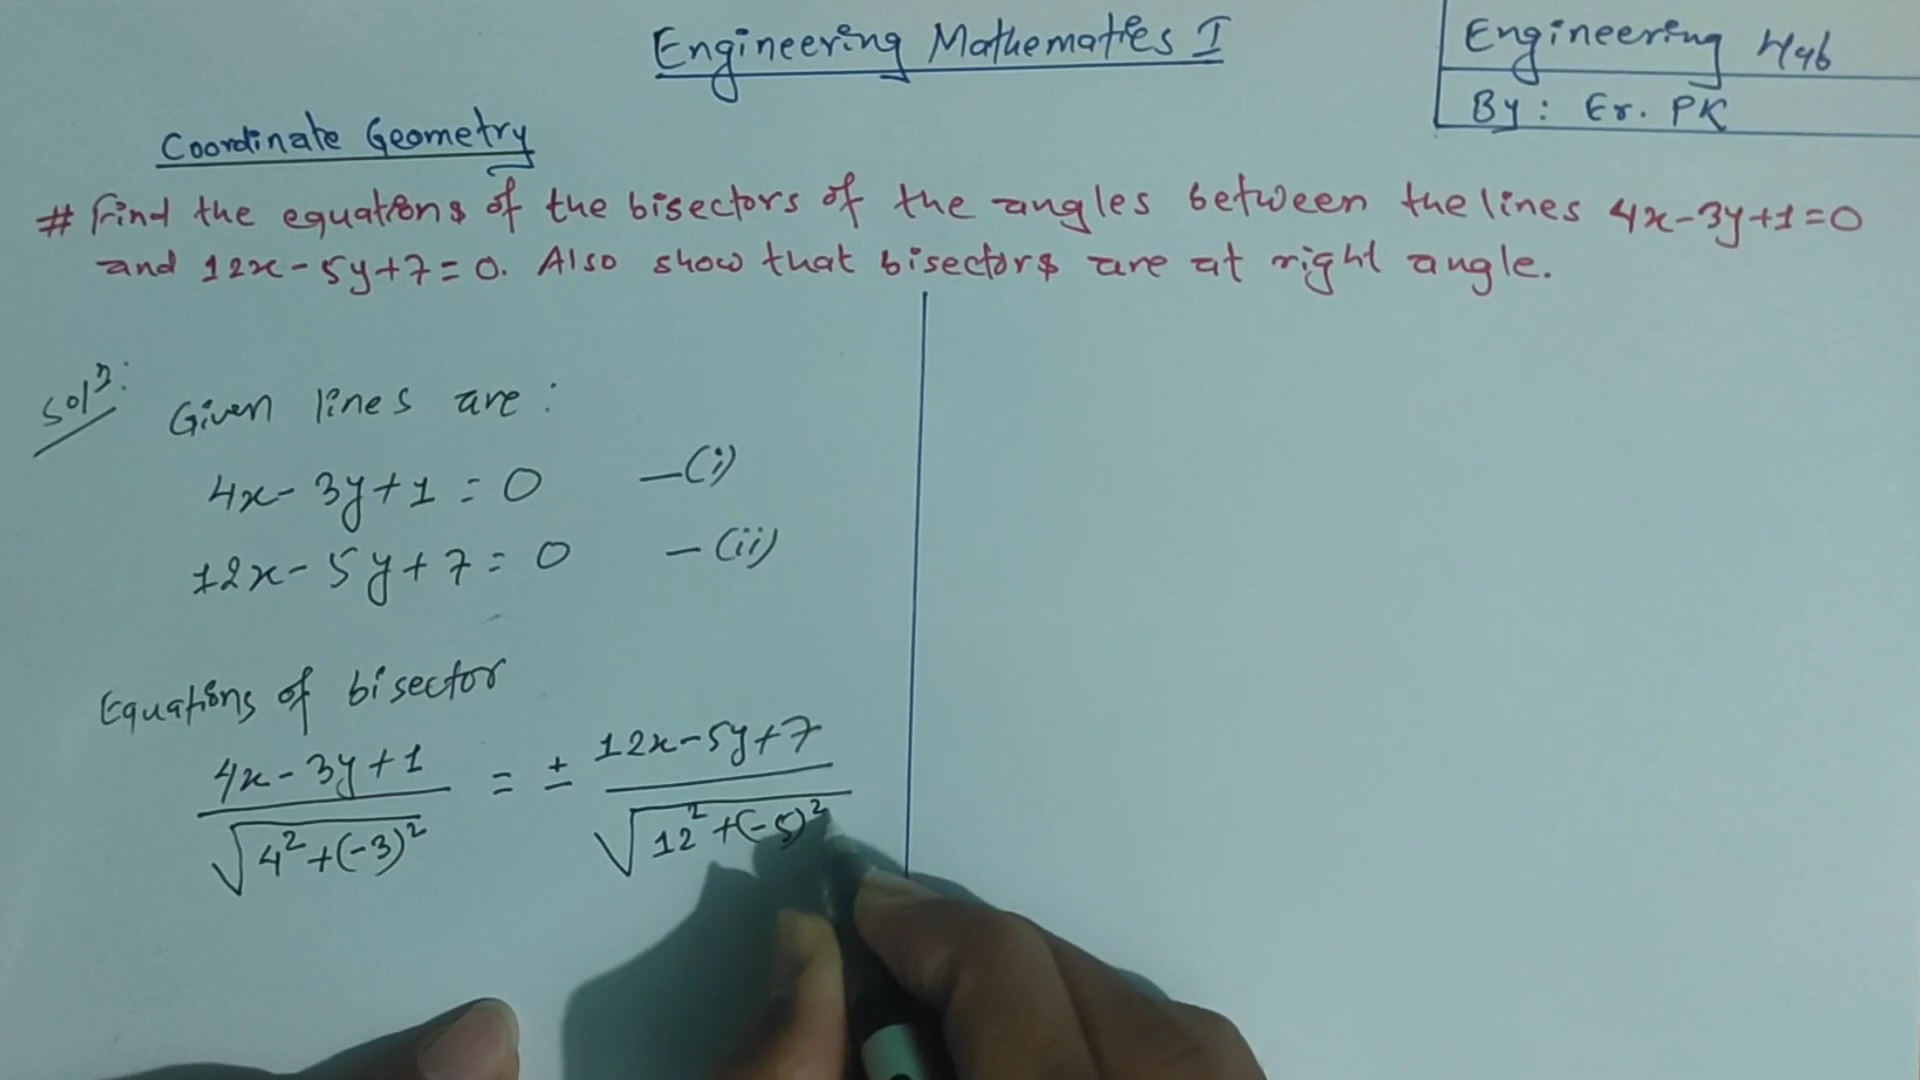 Engineering Mathematics I
Engineering Hub
By: Er. PK
Coordinate Geometry
# Find the equations of the bisectors of the angles between the lines 4x-3y+1=0
and 12x-5y+7=0. Also show that bisectors are at right angle.
Solⁿ:
Given lines are:
4x-3y+1=0 —(i)
12x-5y+7=0 —(ii)
Equations of bisector
(4x-3y+1)/√(4²+(-3)²) = ± (12x-5y+7)/√(12²+(-5)²)